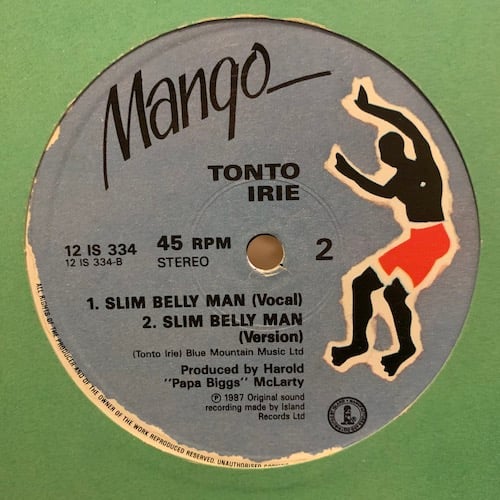 Mango
TONTO
IRIE
12 IS 334
12 IS 334-B
45 RPM
STEREO
2
1. SLIM BELLY MAN (Vocal)
2. SLIM BELLY MAN
(Version)
(Tonto Irie) Blue Mountain Music Ltd
Produced by Harold
"Papa Biggs" McLarty
Ⓟ 1987 Original sound
recording made by Island
Records Ltd
ALL RIGHTS OF THE PRODUCER AND OF THE OWNER OF THE WORK REPRODUCED RESERVED. UNAUTHORISED